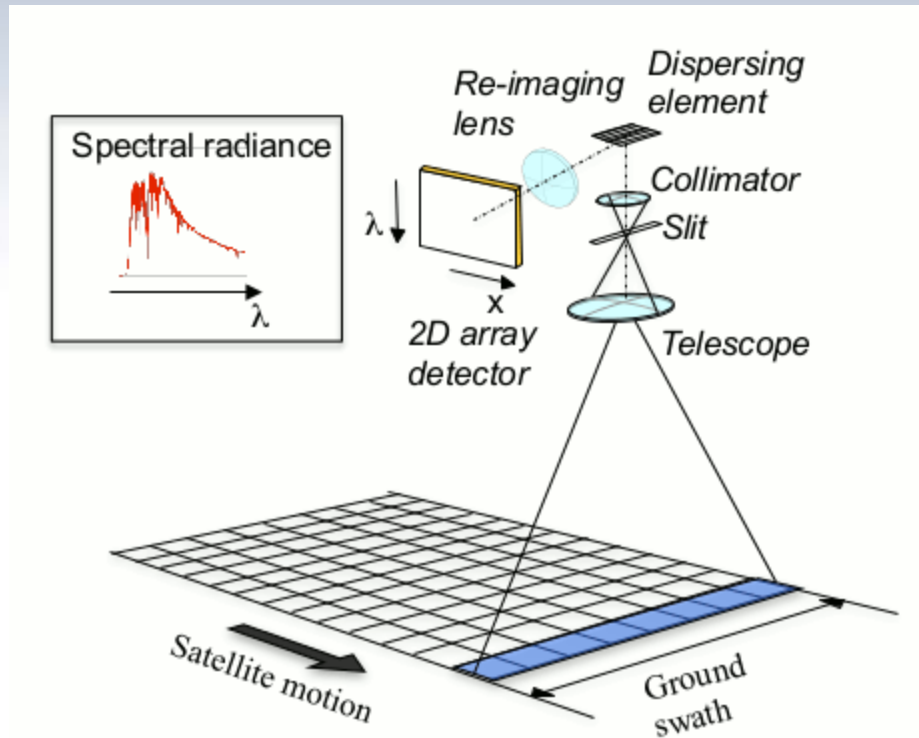 Spectral radiance
λ
Re-imaging
lens
Dispersing
element
Collimator
Slit
λ
x
2D array
detector
Telescope
Satellite motion
Ground
swath